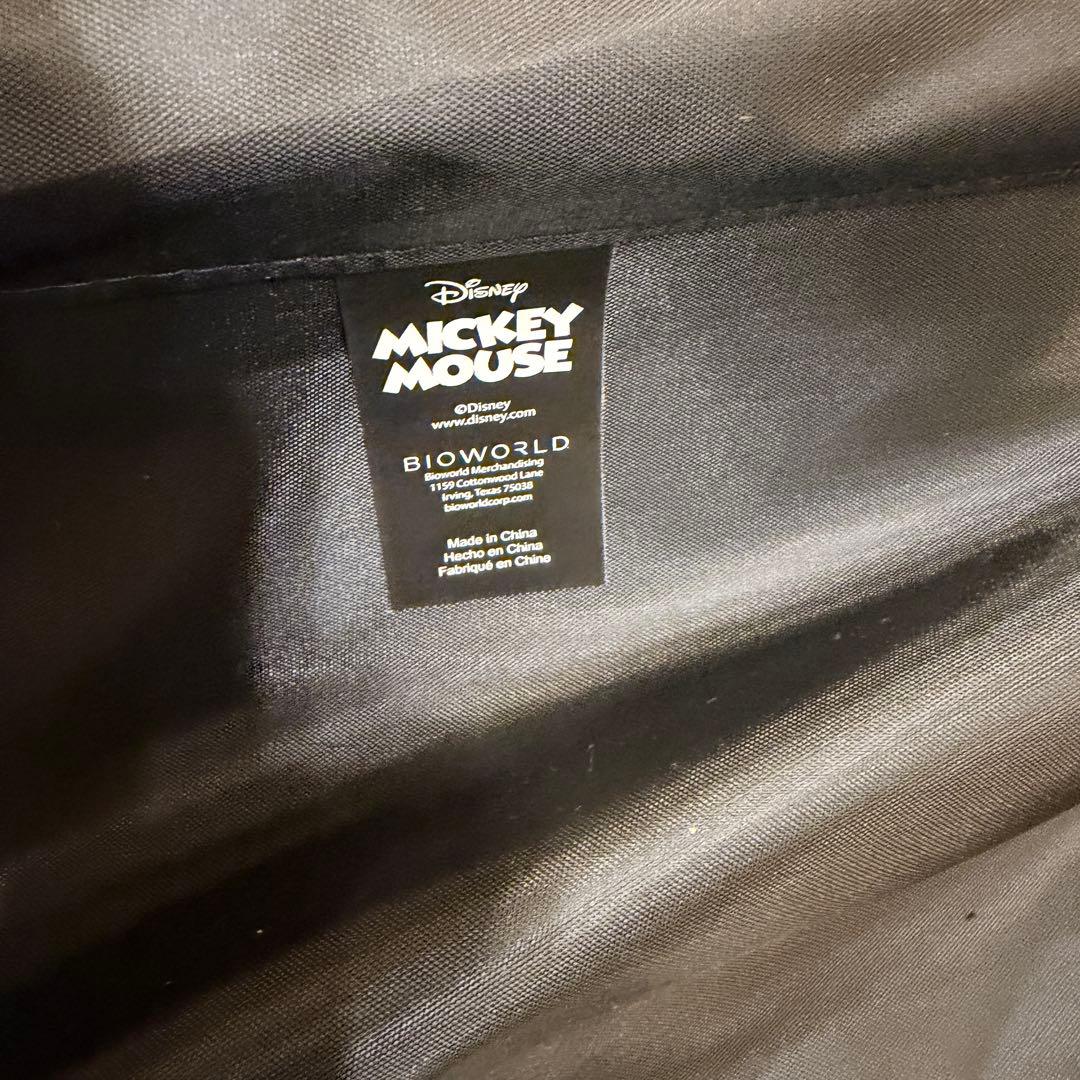 Disney
MICKEY
MOUSE
©Disney
www.disney.com
BIOWORLD
Bioworld Merchandising
1159 Cottonwood Lane
Irving, Texas 75038
bioworldcorp.com
Made in China
Hecho en China
Fabriqué en Chine